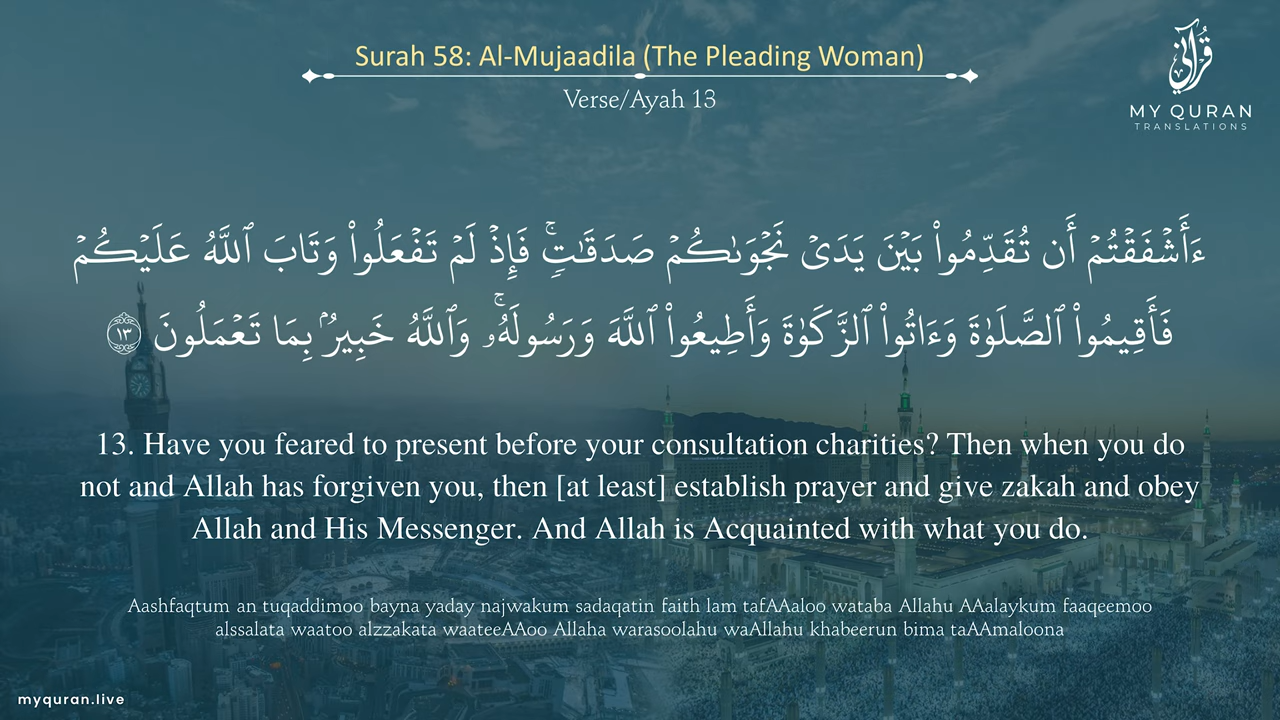 Surah 58: Al-Mujaadila (The Pleading Woman)
Verse/Ayah 13
قرآني
MY QURAN
TRANSLATIONS
ءَأَشۡفَقۡتُمۡ أَن تُقَدِّمُواْ بَيۡنَ يَدَىۡ نَجۡوَىٰكُمۡ صَدَقَٰتٖۚ فَإِذۡ لَمۡ تَفۡعَلُواْ وَتَابَ ٱللَّهُ عَلَيۡكُمۡ
فَأَقِيمُواْ ٱلصَّلَوٰةَ وَءَاتُواْ ٱلزَّكَوٰةَ وَأَطِيعُواْ ٱللَّهَ وَرَسُولَهُۥۚ وَٱللَّهُ خَبِيرُۢ بِمَا تَعۡمَلُونَ ١٣
13. Have you feared to present before your consultation charities? Then when you do
not and Allah has forgiven you, then [at least] establish prayer and give zakah and obey
Allah and His Messenger. And Allah is Acquainted with what you do.
Aashfaqtum an tuqaddimoo bayna yaday najwakum sadaqatin faith lam tafAAaloo wataba Allahu AAalaykum faaqeemoo
alssalata waatoo alzzakata waateeAAoo Allaha warasoolahu waAllahu khabeerun bima taAAmaloona
myquran.live